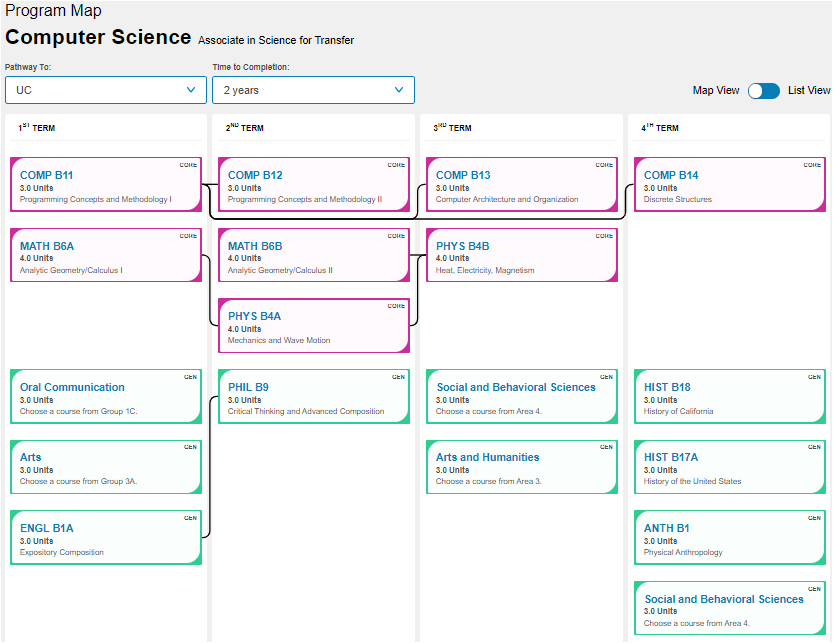 Program Map
Computer Science Associate in Science for Transfer
Pathway To:
Time to Completion:
UC
2 years
Map View
List View
1ST TERM
2ND TERM
3RD TERM
4TH TERM
CORE
COMP B11
3.0 Units
Programming Concepts and Methodology I
CORE
COMP B12
3.0 Units
Programming Concepts and Methodology II
CORE
COMP B13
3.0 Units
Computer Architecture and Organization
CORE
COMP B14
3.0 Units
Discrete Structures
CORE
MATH B6A
4.0 Units
Analytic Geometry/Calculus I
CORE
MATH B6B
4.0 Units
Analytic Geometry/Calculus II
CORE
PHYS B4B
4.0 Units
Heat, Electricity, Magnetism
CORE
PHYS B4A
4.0 Units
Mechanics and Wave Motion
GEN
Oral Communication
3.0 Units
Choose a course from Group 1C.
GEN
PHIL B9
3.0 Units
Critical Thinking and Advanced Composition
GEN
Social and Behavioral Sciences
3.0 Units
Choose a course from Area 4.
GEN
HIST B18
3.0 Units
History of California
GEN
Arts
3.0 Units
Choose a course from Group 3A.
GEN
Arts and Humanities
3.0 Units
Choose a course from Area 3.
GEN
HIST B17A
3.0 Units
History of the United States
GEN
ENGL B1A
3.0 Units
Expository Composition
GEN
ANTH B1
3.0 Units
Physical Anthropology
GEN
Social and Behavioral Sciences
3.0 Units
Choose a course from Area 4.